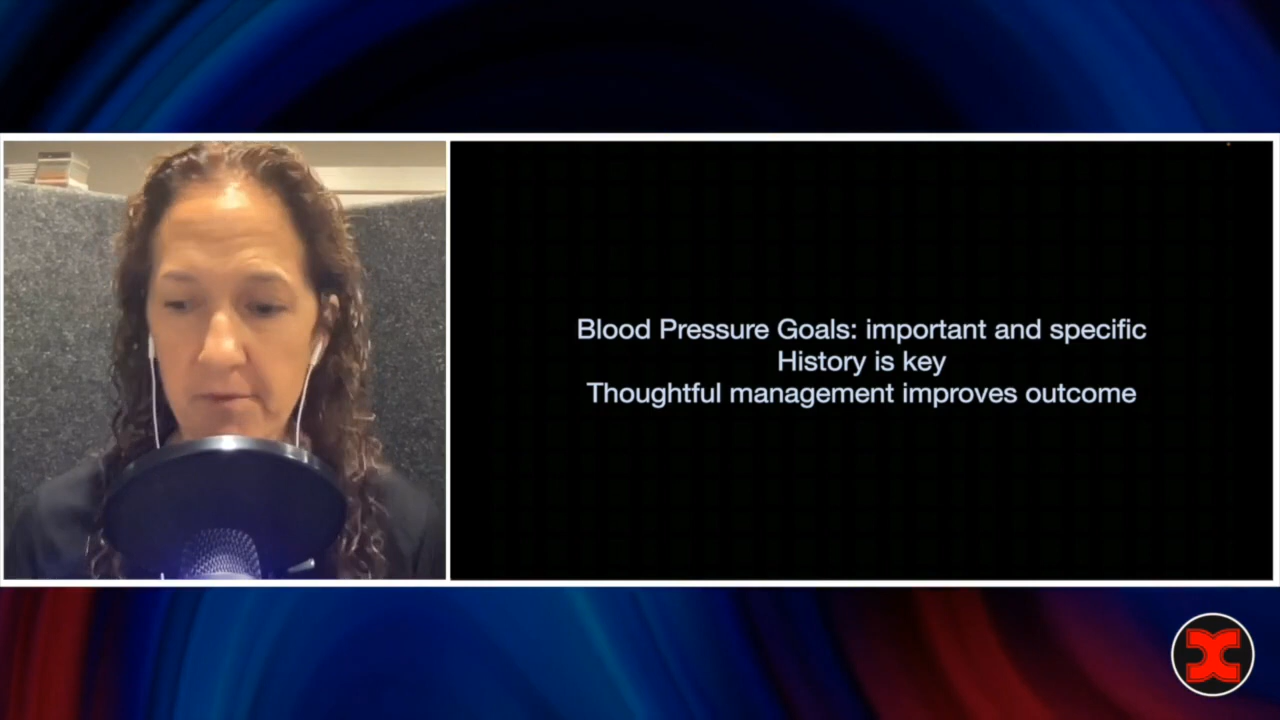 Blood Pressure Goals: important and specific
History is key
Thoughtful management improves outcome